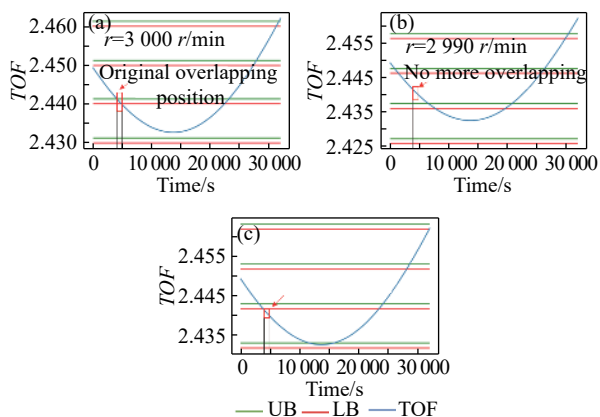 (a)
r=3 000 r/min
Original overlapping
position
2.460
2.450
2.440
2.430
TOF
0 10 000 20 000 30 000
Time/s
(b)
r=2 990 r/min
No more overlapping
2.455
2.445
2.435
2.425
TOF
0 10 000 20 000 30 000
Time/s
(c)
2.455
2.445
2.435
TOF
0 10 000 20 000 30 000
Time/s
UB LB TOF